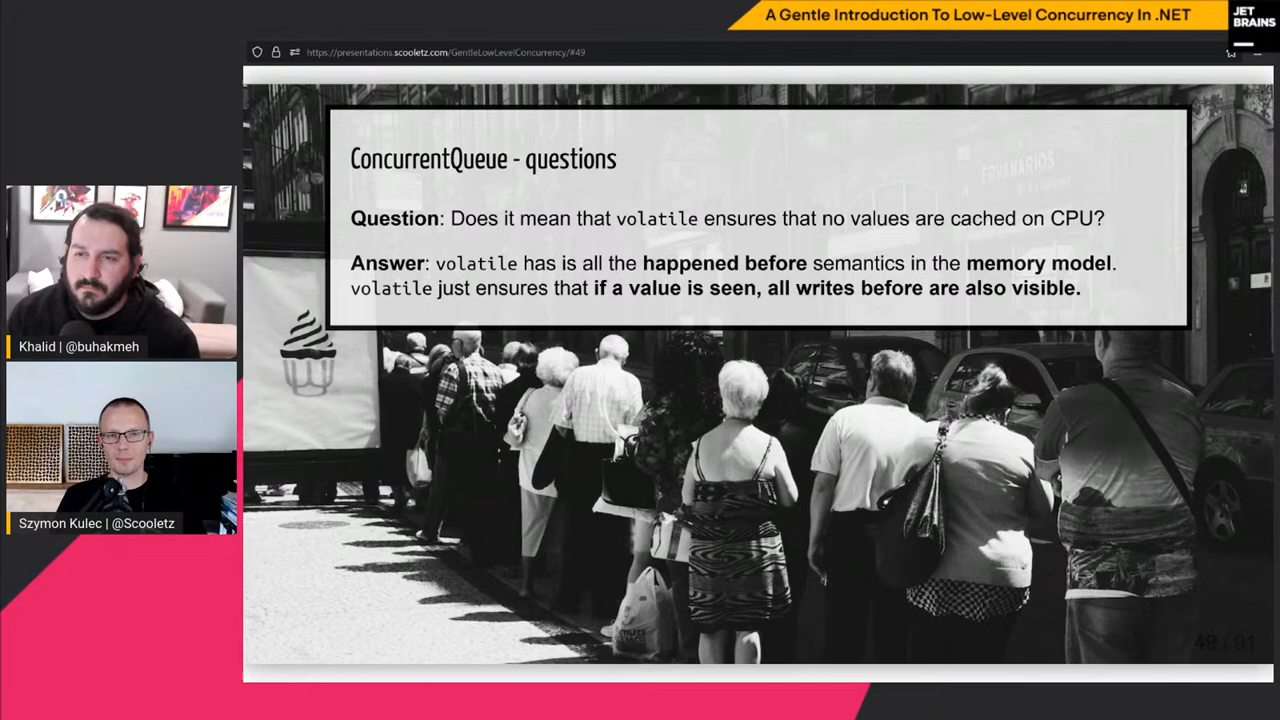 A Gentle Introduction To Low-Level Concurrency In .NET
JET
BRAINS
https://presentations.scooletz.com/GentleLowLevelConcurrency/#49
ConcurrentQueue - questions
ERVANÁRIOS
Question: Does it mean that volatile ensures that no values are cached on CPU?
Answer: volatile has is all the happened before semantics in the memory model.
volatile just ensures that if a value is seen, all writes before are also visible.
Khalid | @buhakmeh
Szymon Kulec | @Scooletz
49 / 81